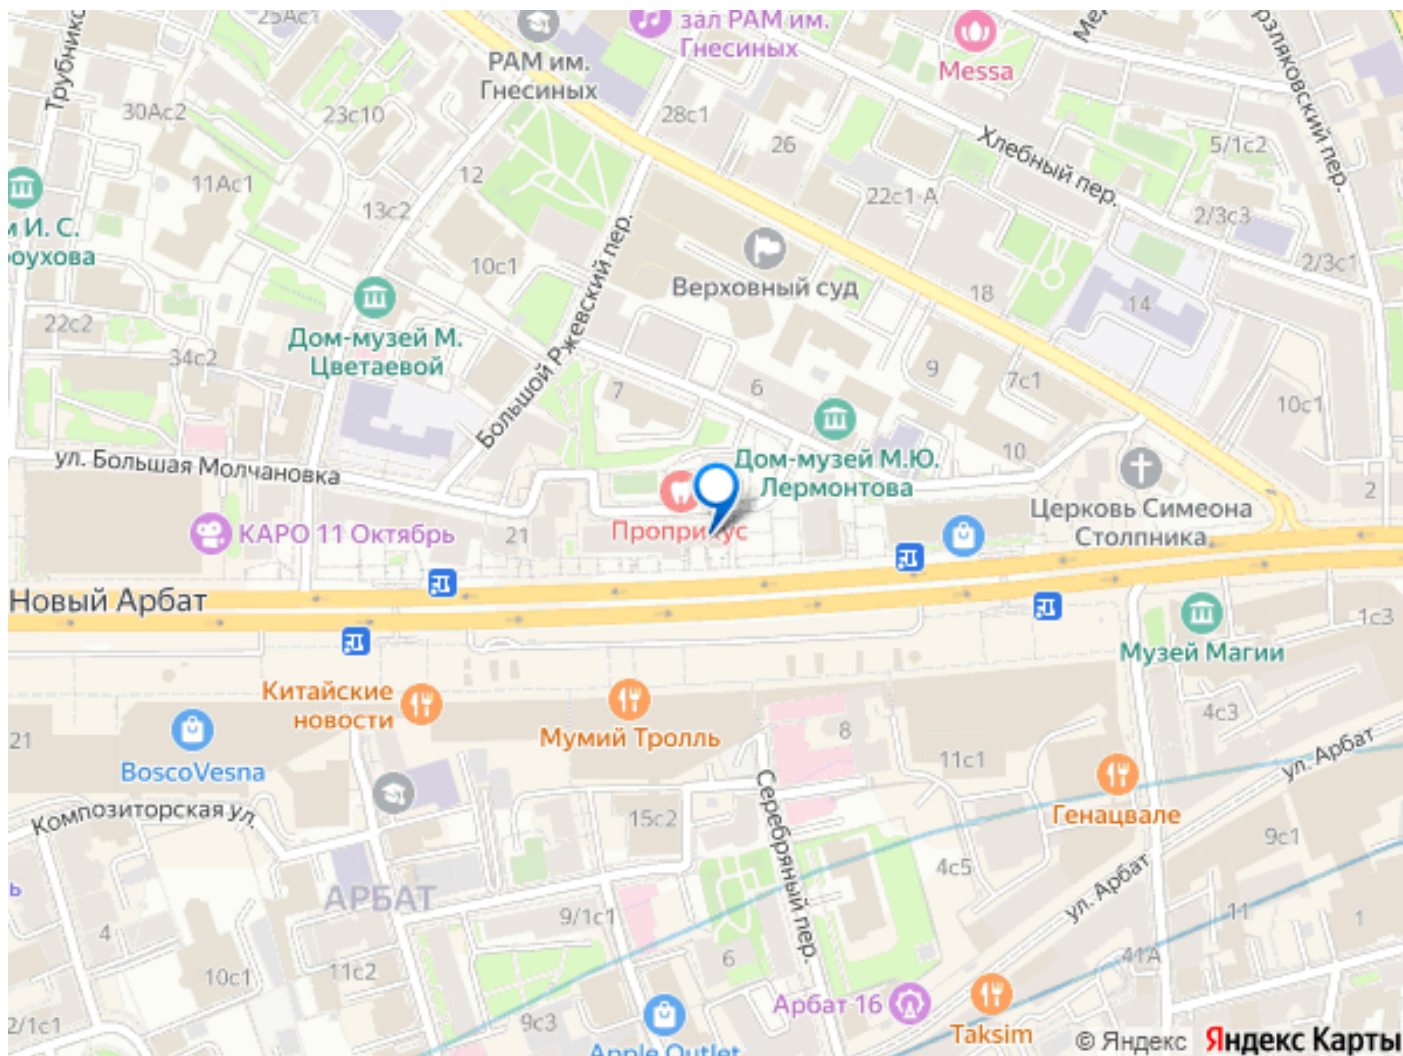 Трубнико
25Ас1
30Ас2
23с10
РАМ им.
Гнесиных
зал РАМ им.
Гнесиных
Messa
28с1
26
Хлебный пер.
5/1с2
11Ас1
12
13с2
22с1-А
2/3с3
2/3с1
И. С.
10с1
Верховный суд
18
14
22с2
34с2
Дом-музей М.
Цветаевой
Большой Ржевский пер.
7
6
9
7с1
10с1
10
ул. Большая Молчановка
Дом-музей М.Ю.
Лермонтова
2
КАРО 11 Октябрь
21
Церковь Симеона
Столпника
Новый Арбат
1с3
Музей Магии
Китайские
новости
Мумий Тролль
8
4с3
21
BoscoVesna
11с1
ул. Арбат
Композиторская ул.
15с2
Серебряный пер.
Генацвале
9с1
4с5
ул. Арбат
АРБАТ
9/1с1
11
1
4
10с1
11с2
6
41А
2/1с1
9с3
Арбат 16
Taksim
Apple Outlet
© Яндекс Яндекс Карты